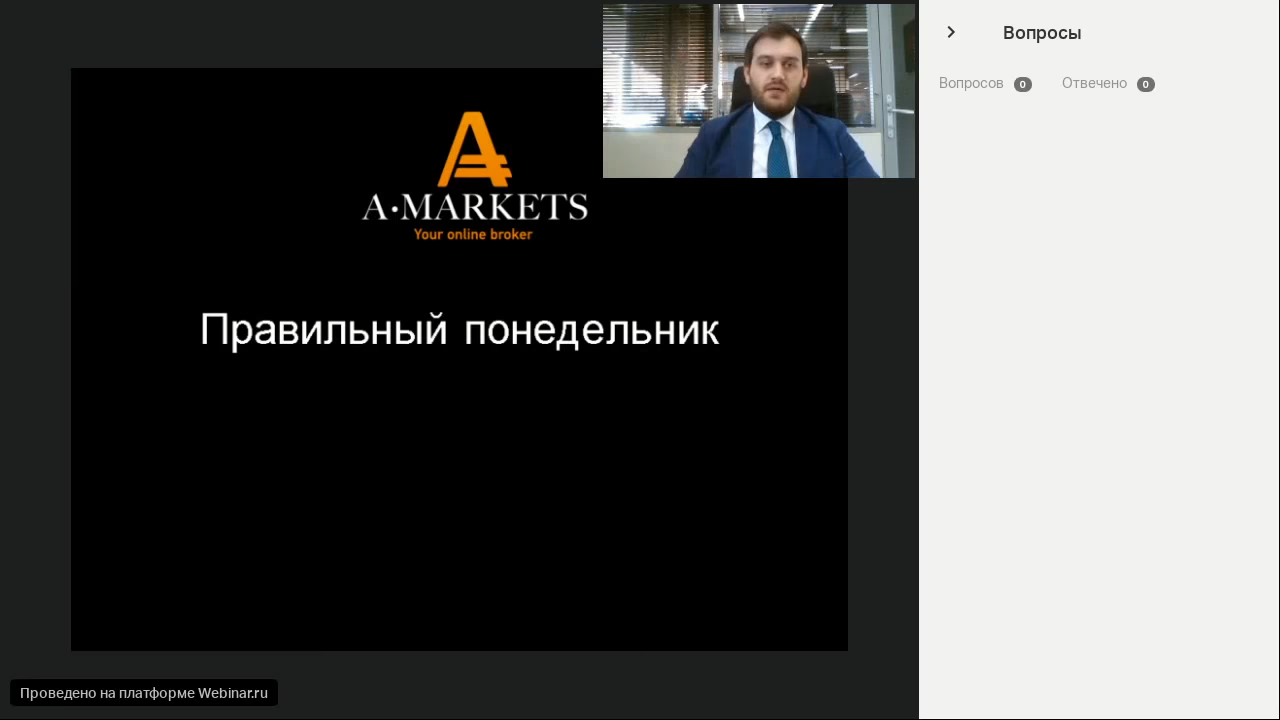 A·MARKETS
Your online broker
Правильный понедельник
Проведено на платформе Webinar.ru
Вопросы
Вопросов 0 Отвечено 0